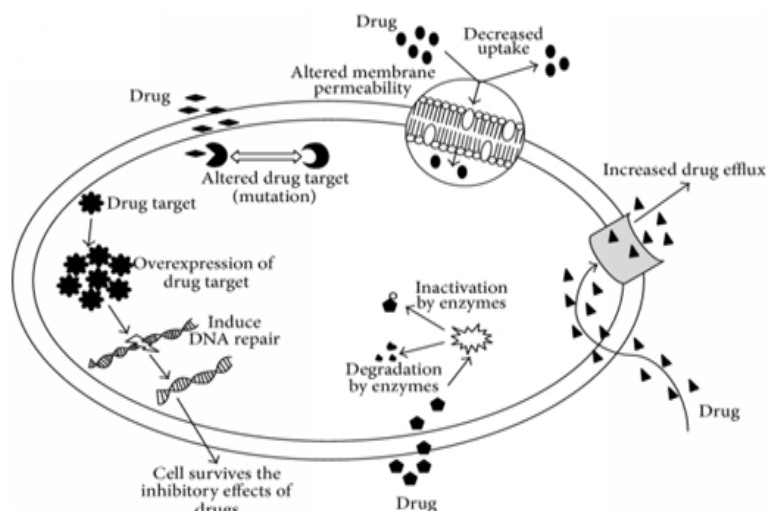 Drug
Decreased
uptake
Altered membrane
permeability
Drug
Increased drug efflux
Altered drug target
(mutation)
Drug target
Overexpression of
drug target
Inactivation
by enzymes
Induce
DNA repair
Degradation
by enzymes
Drug
Cell survives the
inhibitory effects of
drugs
Drug